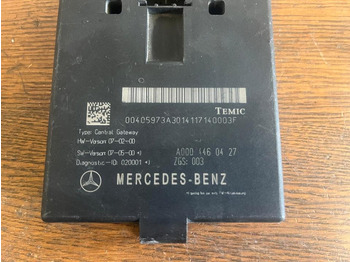 TEMIC
00405973A3014117140003F
Type: Central Gateway
HW-Version 07-02-00
SW-Version 07-05-00 *)
A000 446 04 27
Diagnostic-ID: 020001 *)
ZGS: 003
MERCEDES-BENZ